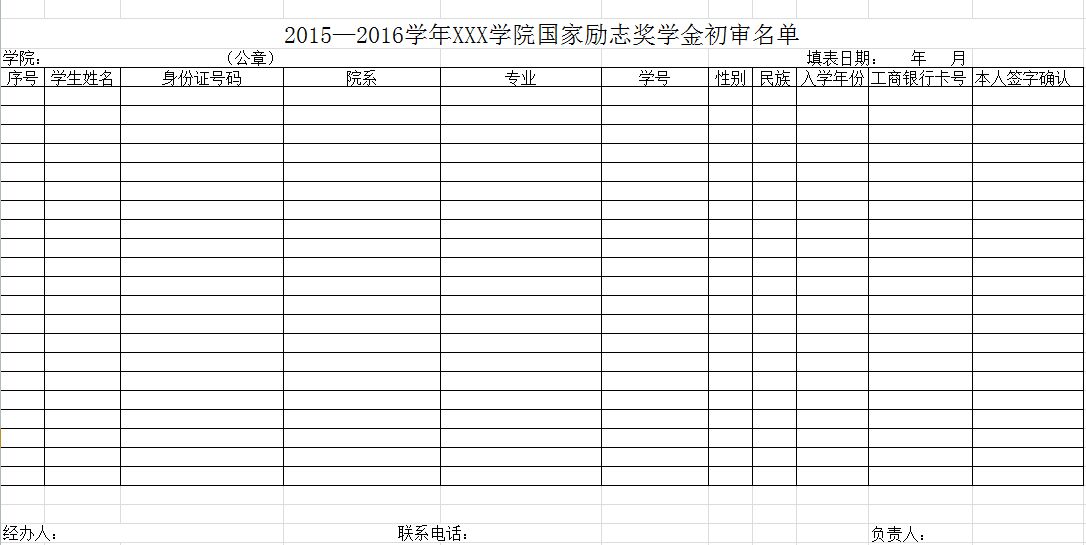 2015—2016学年XXX学院国家励志奖学金初审名单
学院： （公章） 填表日期： 年 月
序号 学生姓名 身份证号码 院系 专业 学号 性别 民族 入学年份 工商银行卡号 本人签字确认
经办人： 联系电话： 负责人：